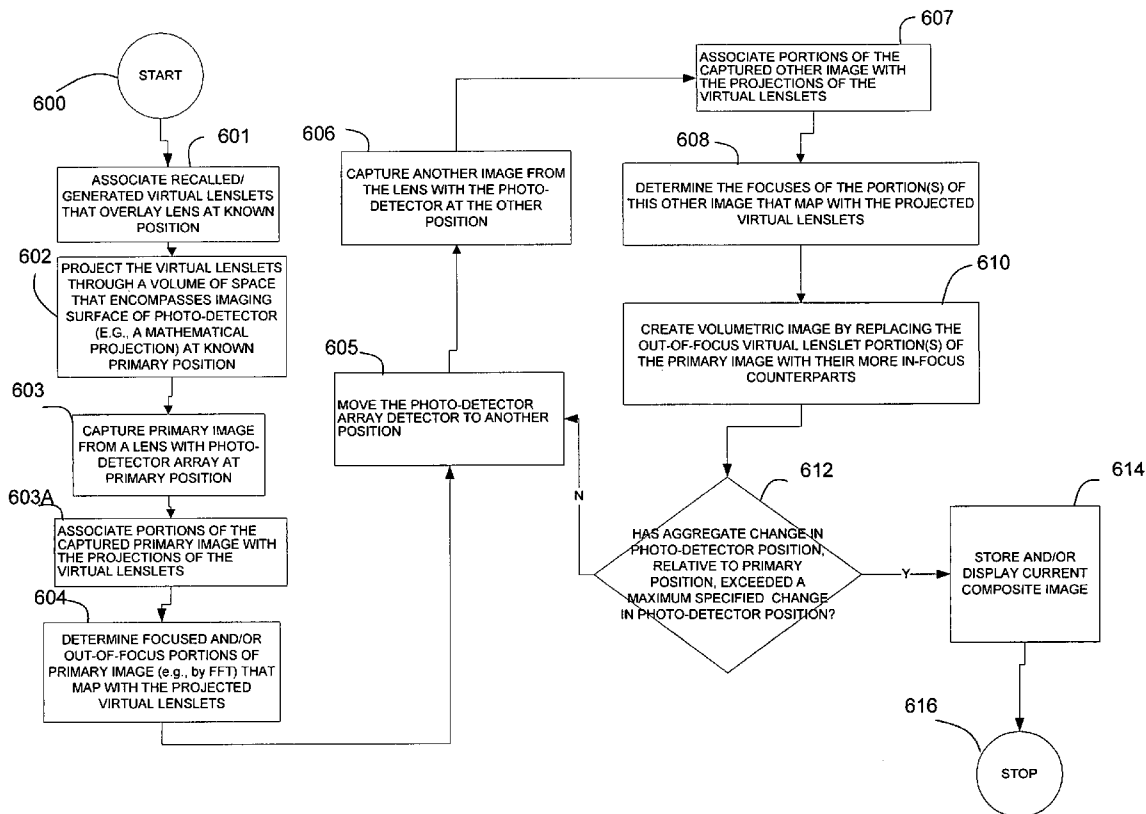 START
600
601
ASSOCIATE RECALLED/
GENERATED VIRTUAL LENSLETS
THAT OVERLAY LENS AT KNOWN
POSITION
602
PROJECT THE VIRTUAL LENSLETS
THROUGH A VOLUME OF SPACE
THAT ENCOMPASSES IMAGING
SURFACE OF PHOTO-DETECTOR
(E.G., A MATHEMATICAL
PROJECTION) AT KNOWN
PRIMARY POSITION
603
CAPTURE PRIMARY IMAGE
FROM A LENS WITH PHOTO-
DETECTOR ARRAY AT
PRIMARY POSITION
603A
ASSOCIATE PORTIONS OF THE
CAPTURED PRIMARY IMAGE WITH
THE PROJECTIONS OF THE
VIRTUAL LENSLETS
604
DETERMINE FOCUSED AND/OR
OUT-OF-FOCUS PORTIONS OF
PRIMARY IMAGE (e.g., by FFT) THAT
MAP WITH THE PROJECTED
VIRTUAL LENSLETS
605
MOVE THE PHOTO-DETECTOR
ARRAY DETECTOR TO ANOTHER
POSITION
606
CAPTURE ANOTHER IMAGE FROM
THE LENS WITH THE PHOTO-
DETECTOR AT THE OTHER
POSITION
607
ASSOCIATE PORTIONS OF THE
CAPTURED OTHER IMAGE WITH
THE PROJECTIONS OF THE
VIRTUAL LENSLETS
608
DETERMINE THE FOCUSES OF THE PORTION(S) OF
THIS OTHER IMAGE THAT MAP WITH THE PROJECTED
VIRTUAL LENSLETS
610
CREATE VOLUMETRIC IMAGE BY REPLACING THE
OUT-OF-FOCUS VIRTUAL LENSLET PORTION(S) OF
THE PRIMARY IMAGE WITH THEIR MORE IN-FOCUS
COUNTERPARTS
612
HAS AGGREGATE CHANGE IN
PHOTO-DETECTOR POSITION,
RELATIVE TO PRIMARY
POSITION, EXCEEDED A
MAXIMUM SPECIFIED CHANGE
IN PHOTO-DETECTOR POSITION?
N
Y
614
STORE AND/OR
DISPLAY CURRENT
COMPOSITE IMAGE
616
STOP